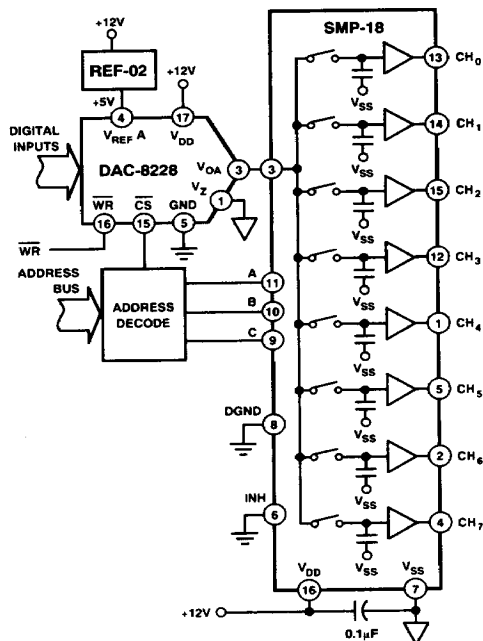 +12V
REF-02
+5V
+12V
4
17
V_REF A
V_DD
DIGITAL
INPUTS
DAC-8228
V_OA
3
V_Z
1
W̅R̅
C̅S̅
GND
16
15
5
W̅R̅
ADDRESS
BUS
ADDRESS
DECODE
A
11
B
10
C
9
DGND
8
INH
6
SMP-18
3
V_SS
13
CH_0
V_SS
14
CH_1
V_SS
15
CH_2
V_SS
12
CH_3
V_SS
1
CH_4
V_SS
5
CH_5
V_SS
2
CH_6
V_SS
4
CH_7
V_DD
V_SS
16
7
+12V
0.1µF